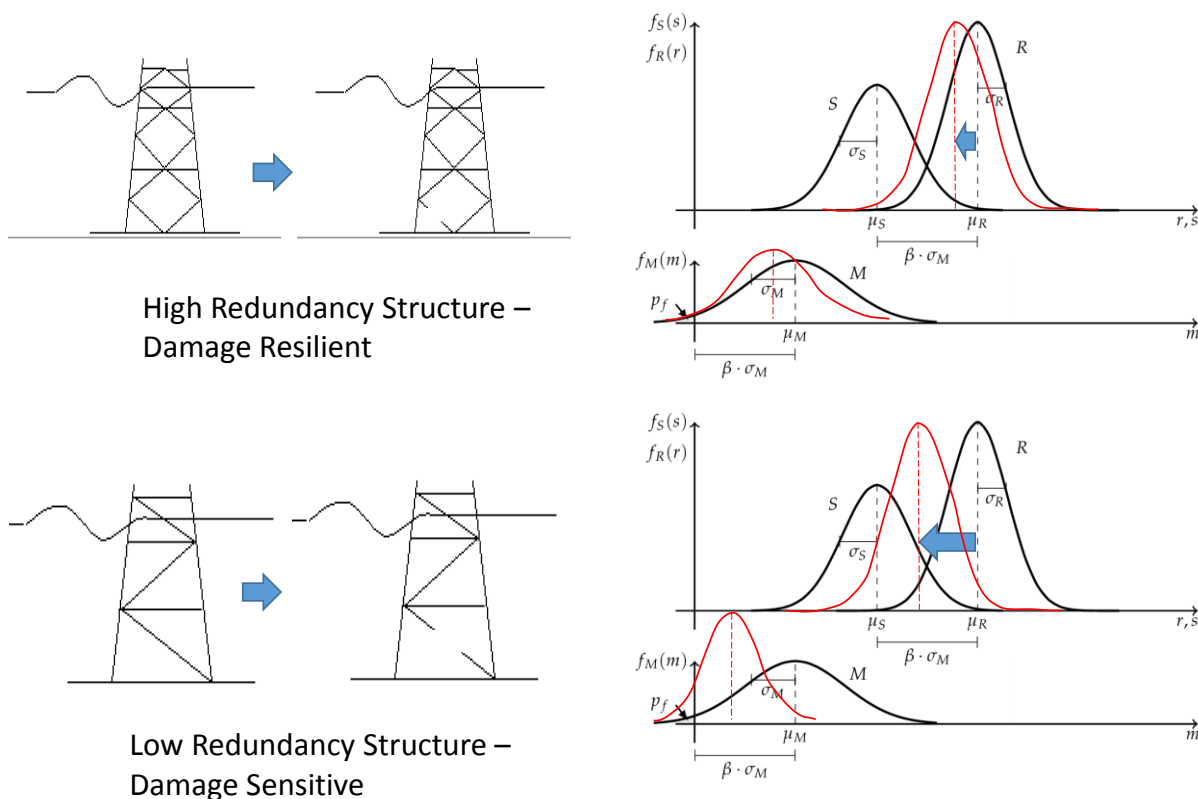 f_S(s)
f_R(r)
S
R
σ_S
σ_R
μ_S
μ_R
r, s
β · σ_M
f_M(m)
p_f
σ_M
M
μ_M
m
β · σ_M
High Redundancy Structure –
Damage Resilient
f_S(s)
f_R(r)
S
R
σ_S
σ_R
μ_S
μ_R
r, s
β · σ_M
f_M(m)
p_f
σ_M
M
μ_M
m
β · σ_M
Low Redundancy Structure –
Damage Sensitive